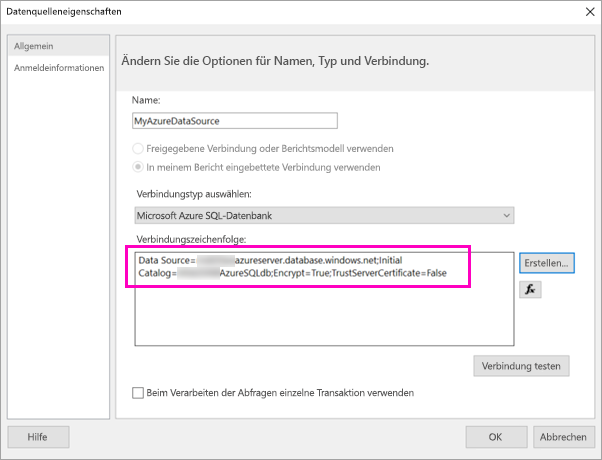 Datenquelleneigenschaften
Allgemein
Anmeldeinformationen
Ändern Sie die Optionen für Namen, Typ und Verbindung.
Name:
MyAzureDataSource
Freigegebene Verbindung oder Berichtsmodell verwenden
In meinem Bericht eingebettete Verbindung verwenden
Verbindungstyp auswählen:
Microsoft Azure SQL-Datenbank
Verbindungszeichenfolge:
Data Source= azureserver.database.windows.net;Initial
Catalog= AzureSQLdb;Encrypt=True;TrustServerCertificate=False
Erstellen...
fx
Verbindung testen
Beim Verarbeiten der Abfragen einzelne Transaktion verwenden
Hilfe
OK
Abbrechen